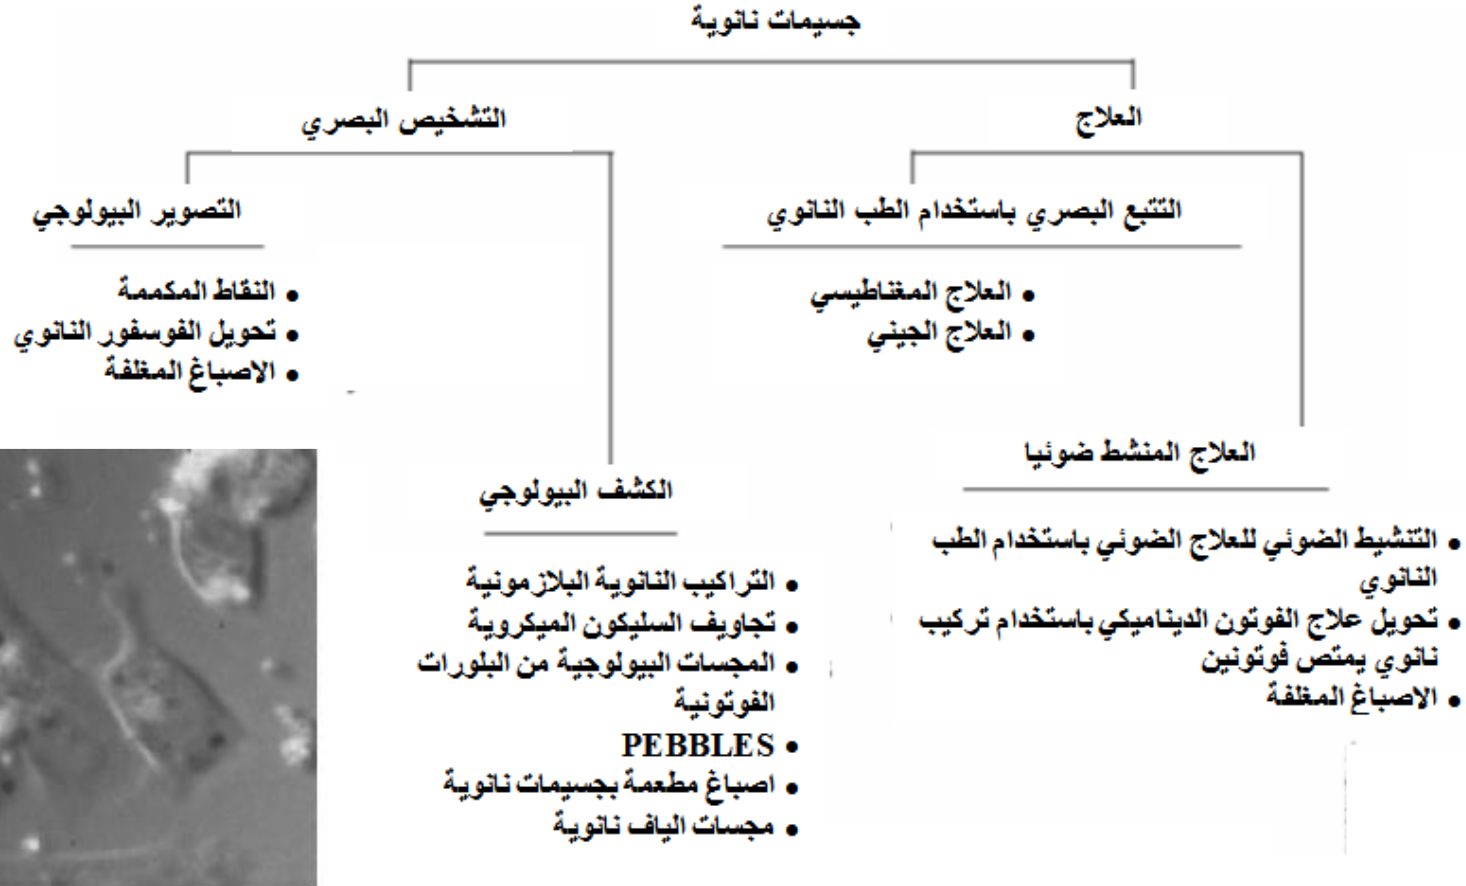 جسيمات نانوية
العلاج
التشخيص البصري
التتبع البصري باستخدام الطب النانوي
• العلاج المغناطيسي
• العلاج الجيني
العلاج المنشط ضوئيا
• التنشيط الضوئي للعلاج الضوئي باستخدام الطب
النانوي
• تحويل علاج الفوتون الديناميكي باستخدام تركيب
نانوي يمتص فوتونين
• الاصباغ المغلفة
التصوير البيولوجي
• النقاط المكممة
• تحويل الفوسفور النانوي
• الاصباغ المغلفة
الكشف البيولوجي
• التراكيب النانوية البلازمونية
• تجاويف السليكون الميكروية
• المجسات البيولوجية من البلورات
الفوتونية
• PEBBLES
• اصباغ مطعمة بجسيمات نانوية
• مجسات الياف نانوية